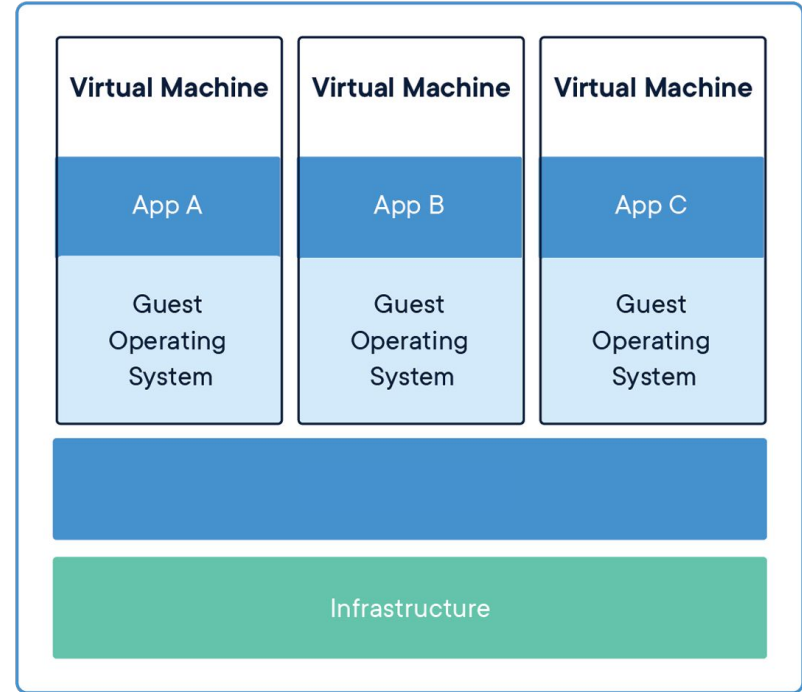 Virtual Machine
App A
Guest
Operating
System
Virtual Machine
App B
Guest
Operating
System
Virtual Machine
App C
Guest
Operating
System
Infrastructure